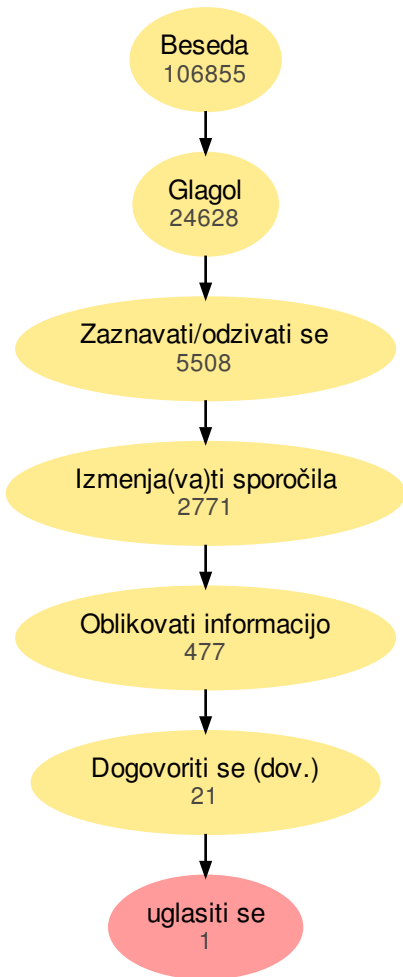 Beseda
106855
Glagol
24628
Zaznavati/odzivati se
5508
Izmenja(va)ti sporočila
2771
Oblikovati informacijo
477
Dogovoriti se (dov.)
21
uglasiti se
1